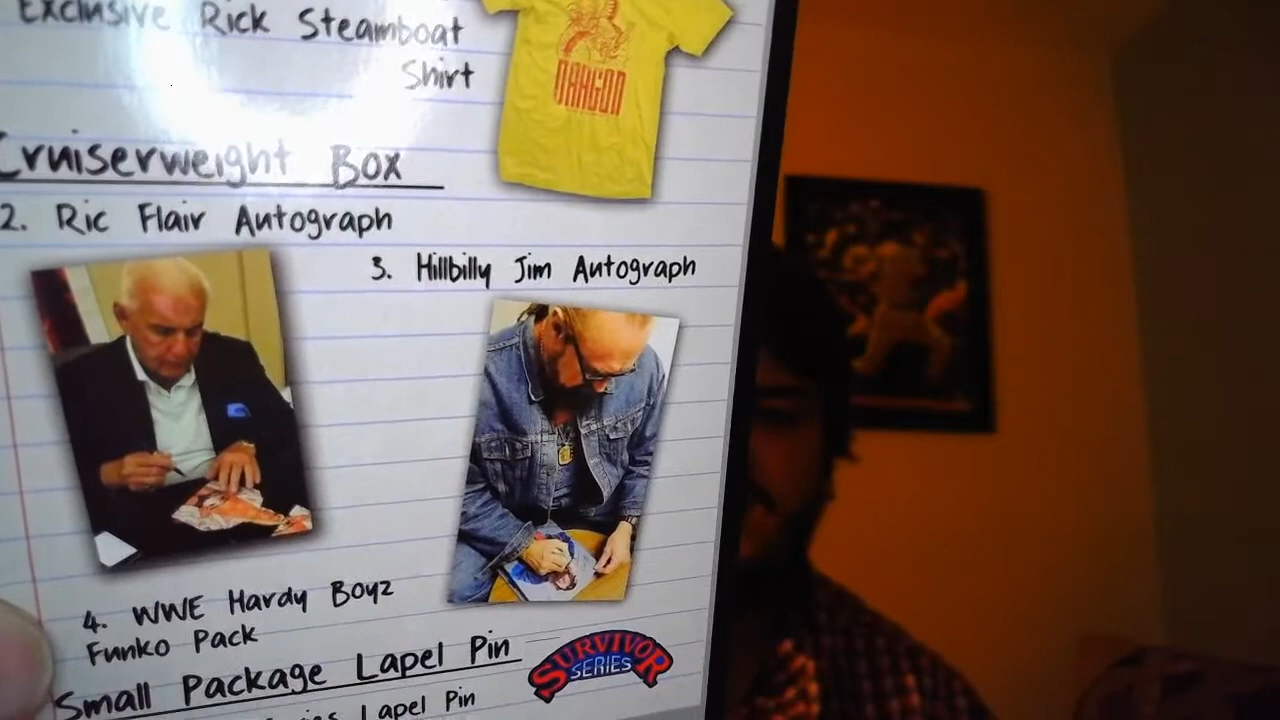 Exclusive Rick Steamboat
Shirt
DRAGON
Cruiserweight Box
2. Ric Flair Autograph
3. Hillbilly Jim Autograph
4. WWE Hardy Boyz
Funko Pack
Small Package Lapel Pin
SURVIVOR
SERIES
Lapel Pin